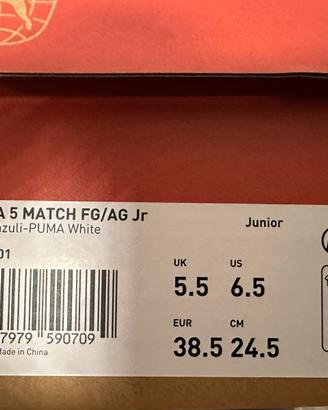 A 5 MATCH FG/AG Jr
azuli-PUMA White
Junior
01
UK US
5.5 6.5
EUR CM
38.5 24.5
7979 590709
Made in China